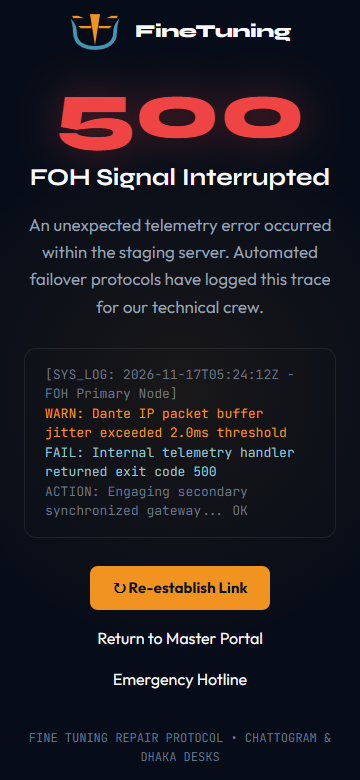 FineTuning
500
FOH Signal Interrupted
An unexpected telemetry error occurred
within the staging server. Automated
failover protocols have logged this trace
for our technical crew.
[SYS_LOG: 2026-11-17T05:24:12Z -
FOH Primary Node]
WARN: Dante IP packet buffer
jitter exceeded 2.0ms threshold
FAIL: Internal telemetry handler
returned exit code 500
ACTION: Engaging secondary
synchronized gateway... OK
↻ Re-establish Link
Return to Master Portal
Emergency Hotline
FINE TUNING REPAIR PROTOCOL • CHATTOGRAM &
DHAKA DESKS